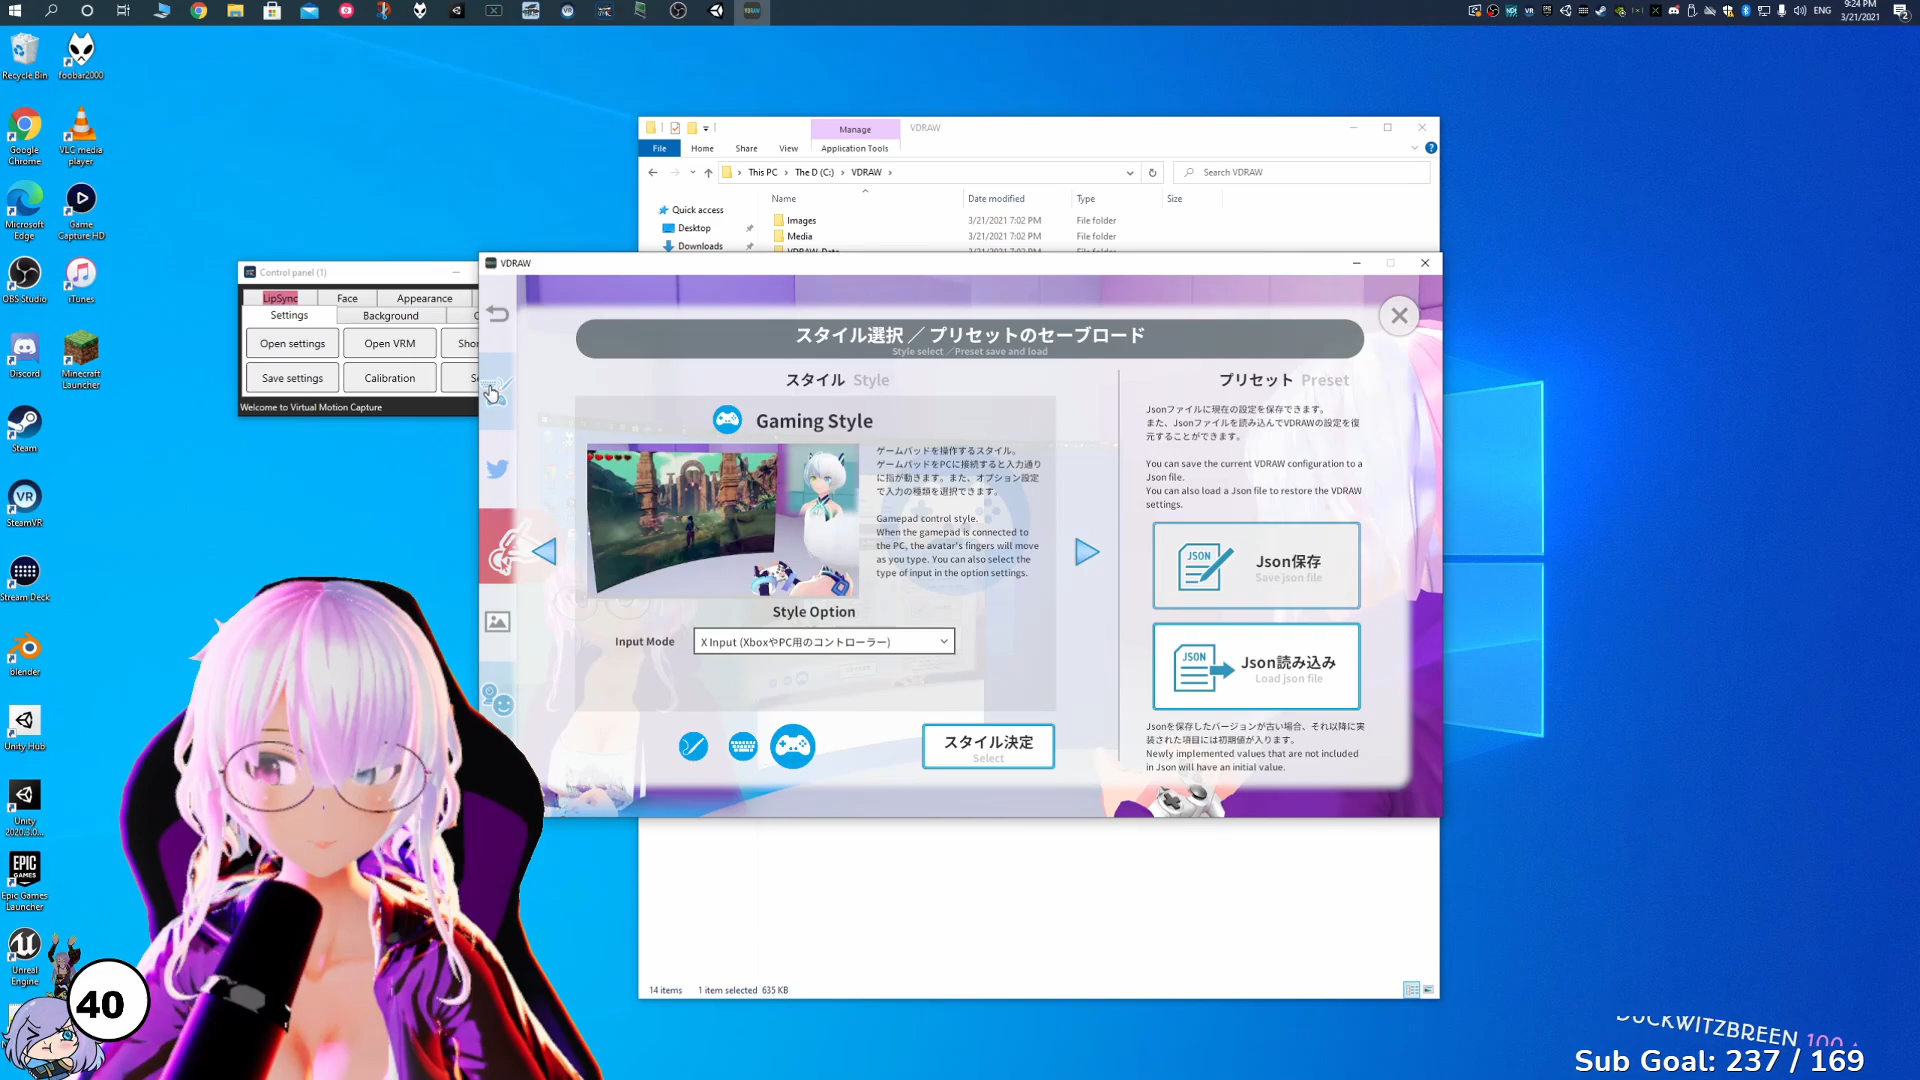 9:24 PM
ENG
3/21/2021
Recycle Bin
foobar2000
Google Chrome
VLC media player
Microsoft Edge
Game Capture HD
OBS Studio
iTunes
Discord
Minecraft Launcher
Steam
SteamVR
Stream Deck
blender
Unity Hub
Unity 2020.3.0...
Epic Games Launcher
Unreal Engine
Manage
VDRAW
File
Home
Share
View
Application Tools
This PC
The D (C:)
VDRAW
Search VDRAW
Name
Date modified
Type
Size
Quick access
Desktop
Downloads
Images
3/21/2021 7:02 PM
File folder
Media
3/21/2021 7:02 PM
File folder
Control panel (1)
LipSync
Face
Appearance
Settings
Background
Open settings
Open VRM
Save settings
Calibration
Welcome to Virtual Motion Capture
VDRAW
スタイル選択 ／ プリセットのセーブロード
Style select ／Preset save and load
スタイル Style
Gaming Style
ゲームパッドを操作するスタイル。
ゲームパッドをPCに接続すると入力通り
に指が動きます。また、オプション設定
で入力の種類を選択できます。
Gamepad control style.
When the gamepad is connected to
the PC, the avatar's fingers will move
as you type. You can also select the
type of input in the option settings.
Style Option
Input Mode
X Input (XboxやPC用のコントローラー)
スタイル決定
Select
プリセット Preset
Jsonファイルに現在の設定を保存できます。
また、Jsonファイルを読み込んでVDRAWの設定を復
元することができます。
You can save the current VDRAW configuration to a
Json file.
You can also load a Json file to restore the VDRAW
settings.
JSON
Json保存
Save json file
JSON
Json読み込み
Load json file
Jsonを保存したバージョンが古い場合、それ以降に実
装された項目には初期値が入ります。
Newly implemented values that are not included
in Json will have an initial value.
14 items
1 item selected 635 KB
40
DUCKWITZBREEN 100
Sub Goal: 237 / 169